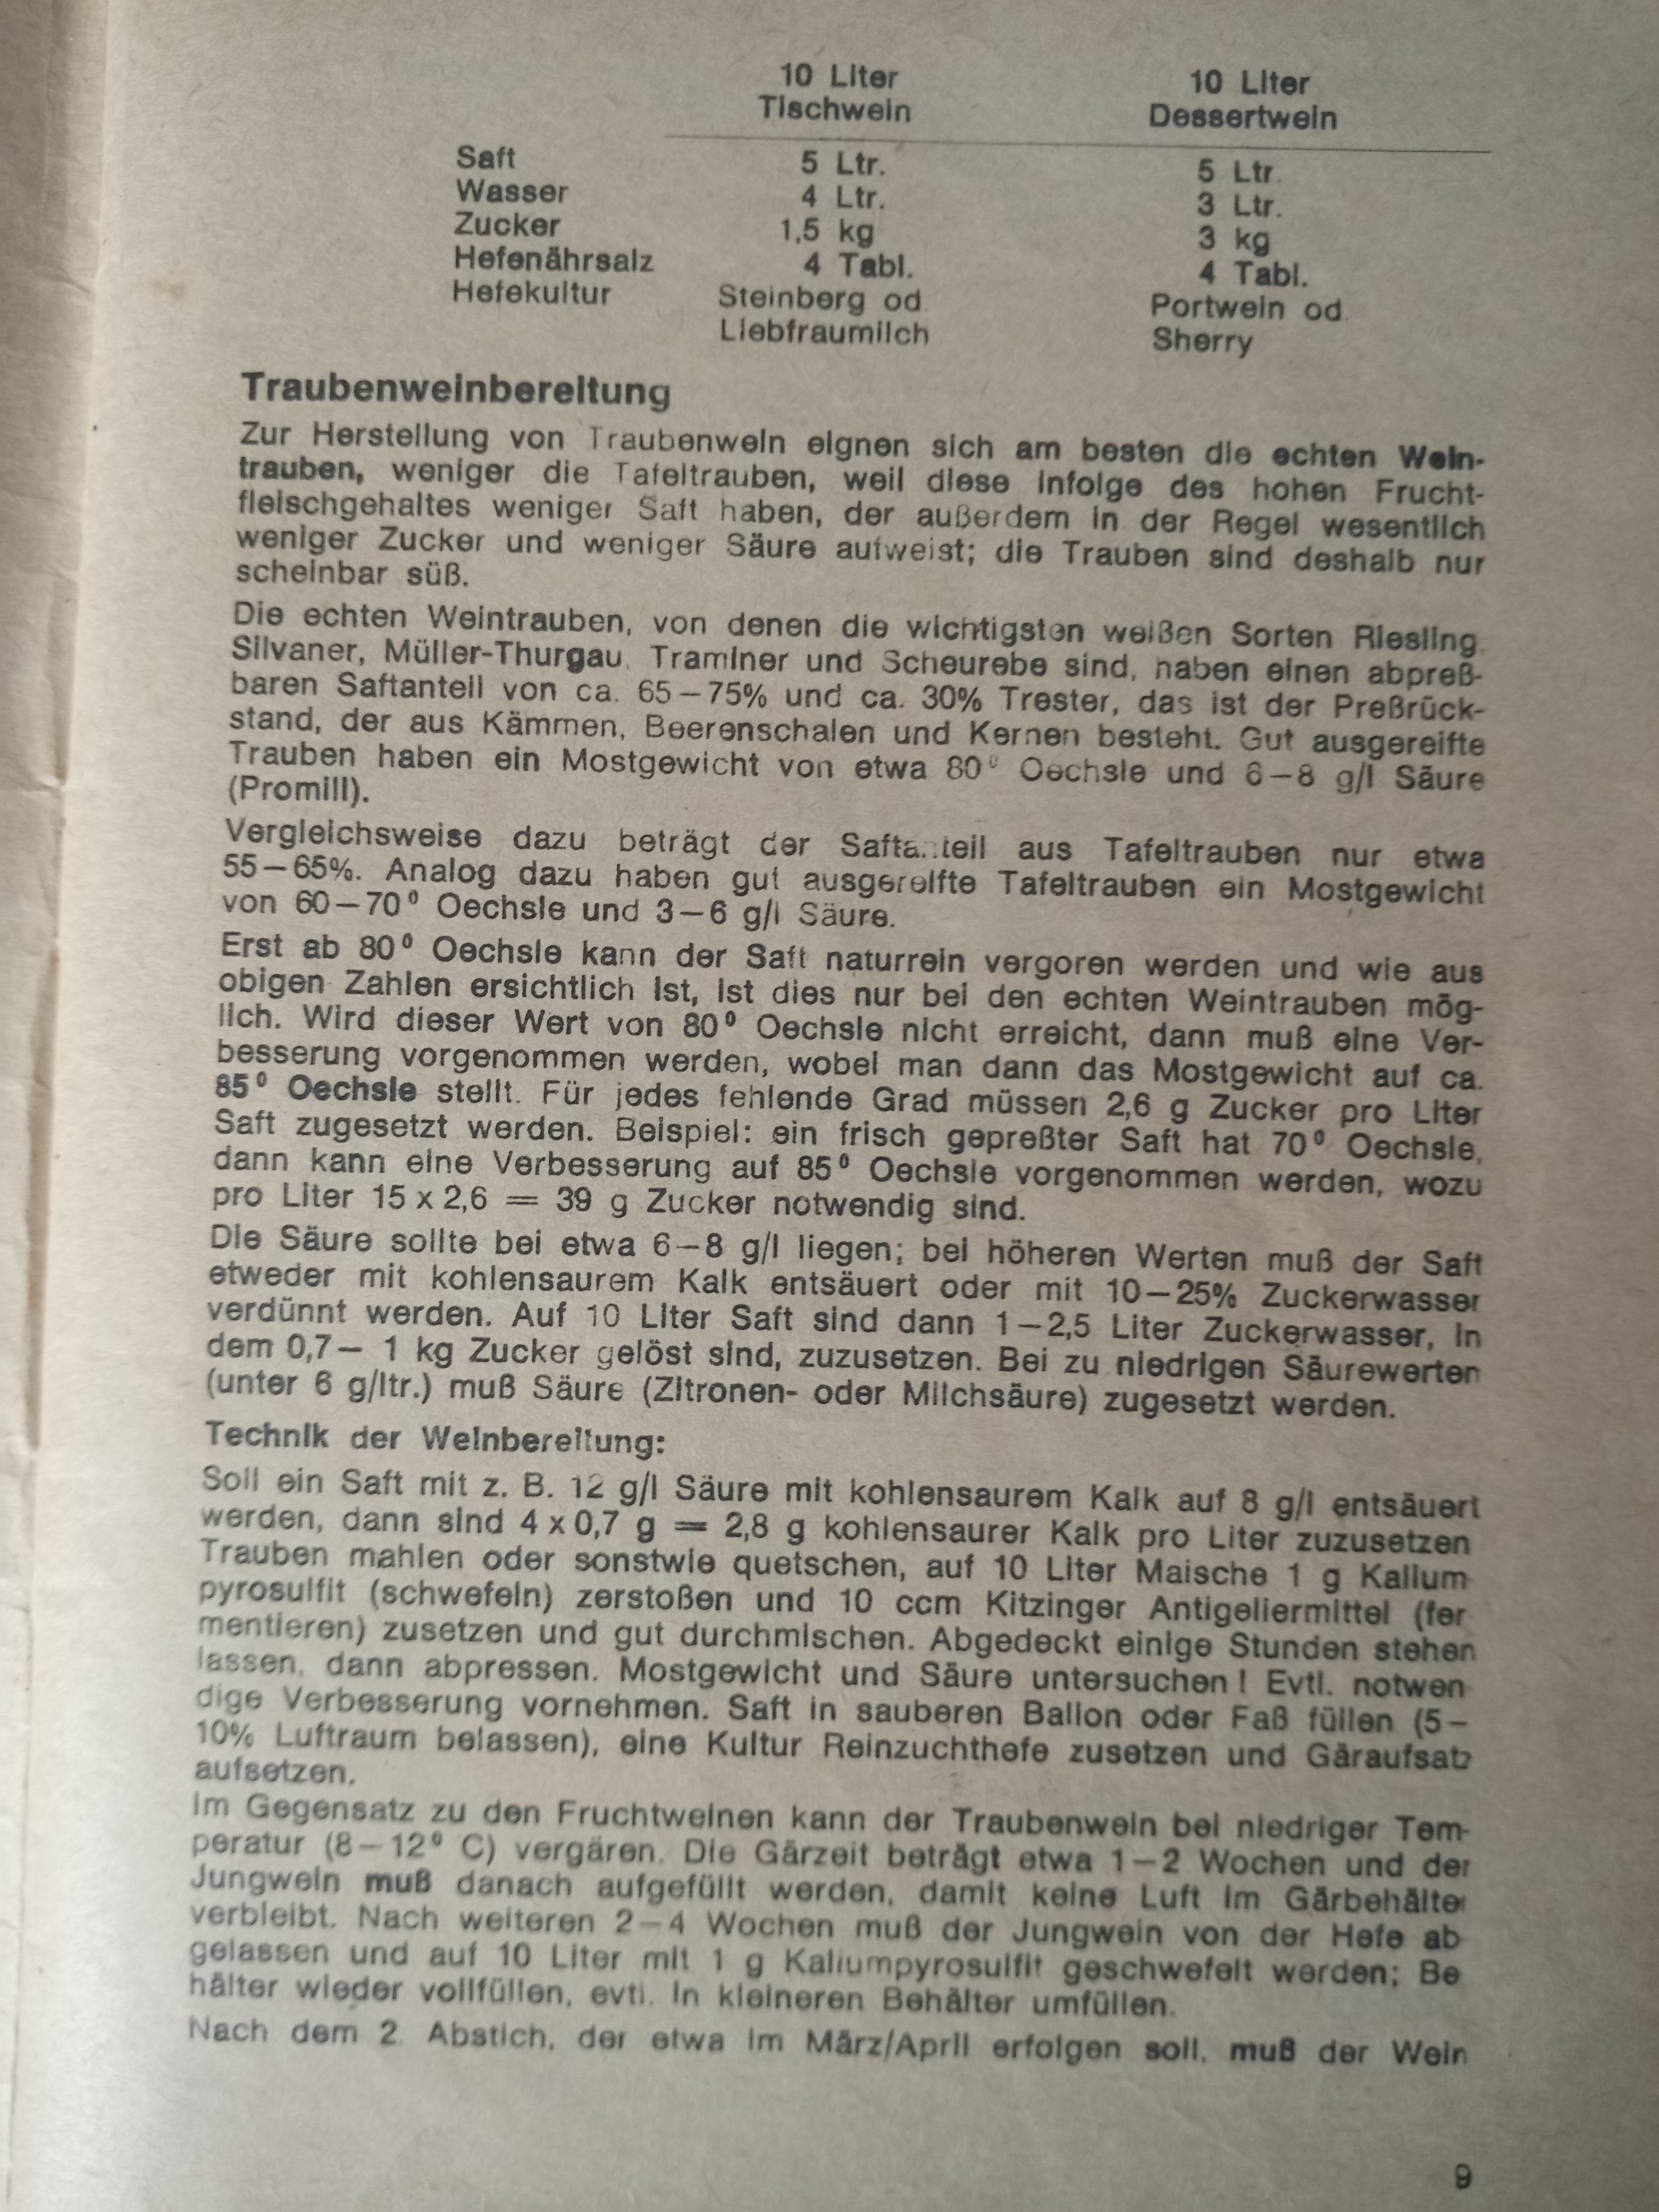 10 Liter 10 Liter
Tischwein Dessertwein
Saft 5 Ltr. 5 Ltr.
Wasser 4 Ltr. 3 Ltr.
Zucker 1,5 kg 3 kg
Hefenährsalz 4 Tabl. 4 Tabl.
Hefekultur Steinberg od. Portwein od.
Liebfraumilch Sherry
Traubenweinbereitung
Zur Herstellung von Traubenwein eignen sich am besten die echten Wein-
trauben, weniger die Tafeltrauben, weil diese infolge des hohen Frucht-
fleischgehaltes weniger Saft haben, der außerdem in der Regel wesentlich
weniger Zucker und weniger Säure aufweist; die Trauben sind deshalb nur
scheinbar süß.
Die echten Weintrauben, von denen die wichtigsten weißen Sorten Riesling,
Silvaner, Müller-Thurgau, Traminer und Scheurebe sind, haben einen abpreß-
baren Saftanteil von ca. 65–75% und ca. 30% Trester, das ist der Preßrück-
stand, der aus Kämmen, Beerenschalen und Kernen besteht. Gut ausgereifte
Trauben haben ein Mostgewicht von etwa 80° Oechsle und 6–8 g/l Säure
(Promill).
Vergleichsweise dazu beträgt der Saftanteil aus Tafeltrauben nur etwa
55–65%. Analog dazu haben gut ausgereifte Tafeltrauben ein Mostgewicht
von 60–70° Oechsle und 3–6 g/l Säure.
Erst ab 80° Oechsle kann der Saft naturrein vergoren werden und wie aus
obigen Zahlen ersichtlich ist, ist dies nur bei den echten Weintrauben mög-
lich. Wird dieser Wert von 80° Oechsle nicht erreicht, dann muß eine Ver-
besserung vorgenommen werden, wobei man dann das Mostgewicht auf ca.
85° Oechsle stellt. Für jedes fehlende Grad müssen 2,6 g Zucker pro Liter
Saft zugesetzt werden. Beispiel: ein frisch gepreßter Saft hat 70° Oechsle,
dann kann eine Verbesserung auf 85° Oechsle vorgenommen werden, wozu
pro Liter 15 x 2,6 = 39 g Zucker notwendig sind.
Die Säure sollte bei etwa 6–8 g/l liegen; bei höheren Werten muß der Saft
etweder mit kohlensaurem Kalk entsäuert oder mit 10–25% Zuckerwasser
verdünnt werden. Auf 10 Liter Saft sind dann 1–2,5 Liter Zuckerwasser, in
dem 0,7– 1 kg Zucker gelöst sind, zuzusetzen. Bei zu niedrigen Säurewerten
(unter 6 g/ltr.) muß Säure (Zitronen- oder Milchsäure) zugesetzt werden.
Technik der Weinbereitung:
Soll ein Saft mit z. B. 12 g/l Säure mit kohlensaurem Kalk auf 8 g/l entsäuert
werden, dann sind 4 x 0,7 g = 2,8 g kohlensaurer Kalk pro Liter zuzusetzen
Trauben mahlen oder sonstwie quetschen, auf 10 Liter Maische 1 g Kalium-
pyrosulfit (schwefeln) zerstoßen und 10 ccm Kitzinger Antigeliermittel (fer-
mentieren) zusetzen und gut durchmischen. Abgedeckt einige Stunden stehen
lassen, dann abpressen. Mostgewicht und Säure untersuchen! Evtl. notwen-
dige Verbesserung vornehmen. Saft in sauberen Ballon oder Faß füllen (5–
10% Luftraum belassen), eine Kultur Reinzuchthefe zusetzen und Gäraufsatz
aufsetzen.
Im Gegensatz zu den Fruchtweinen kann der Traubenwein bei niedriger Tem-
peratur (8–12° C) vergären. Die Gärzeit beträgt etwa 1–2 Wochen und der
Jungwein muß danach aufgefüllt werden, damit keine Luft im Gärbehälter
verbleibt. Nach weiteren 2–4 Wochen muß der Jungwein von der Hefe ab-
gelassen und auf 10 Liter mit 1 g Kaliumpyrosulfit geschwefelt werden; Be-
hälter wieder vollfüllen, evtl. in kleineren Behälter umfüllen.
Nach dem 2. Abstich, der etwa im März/April erfolgen soll, muß der Wein
9